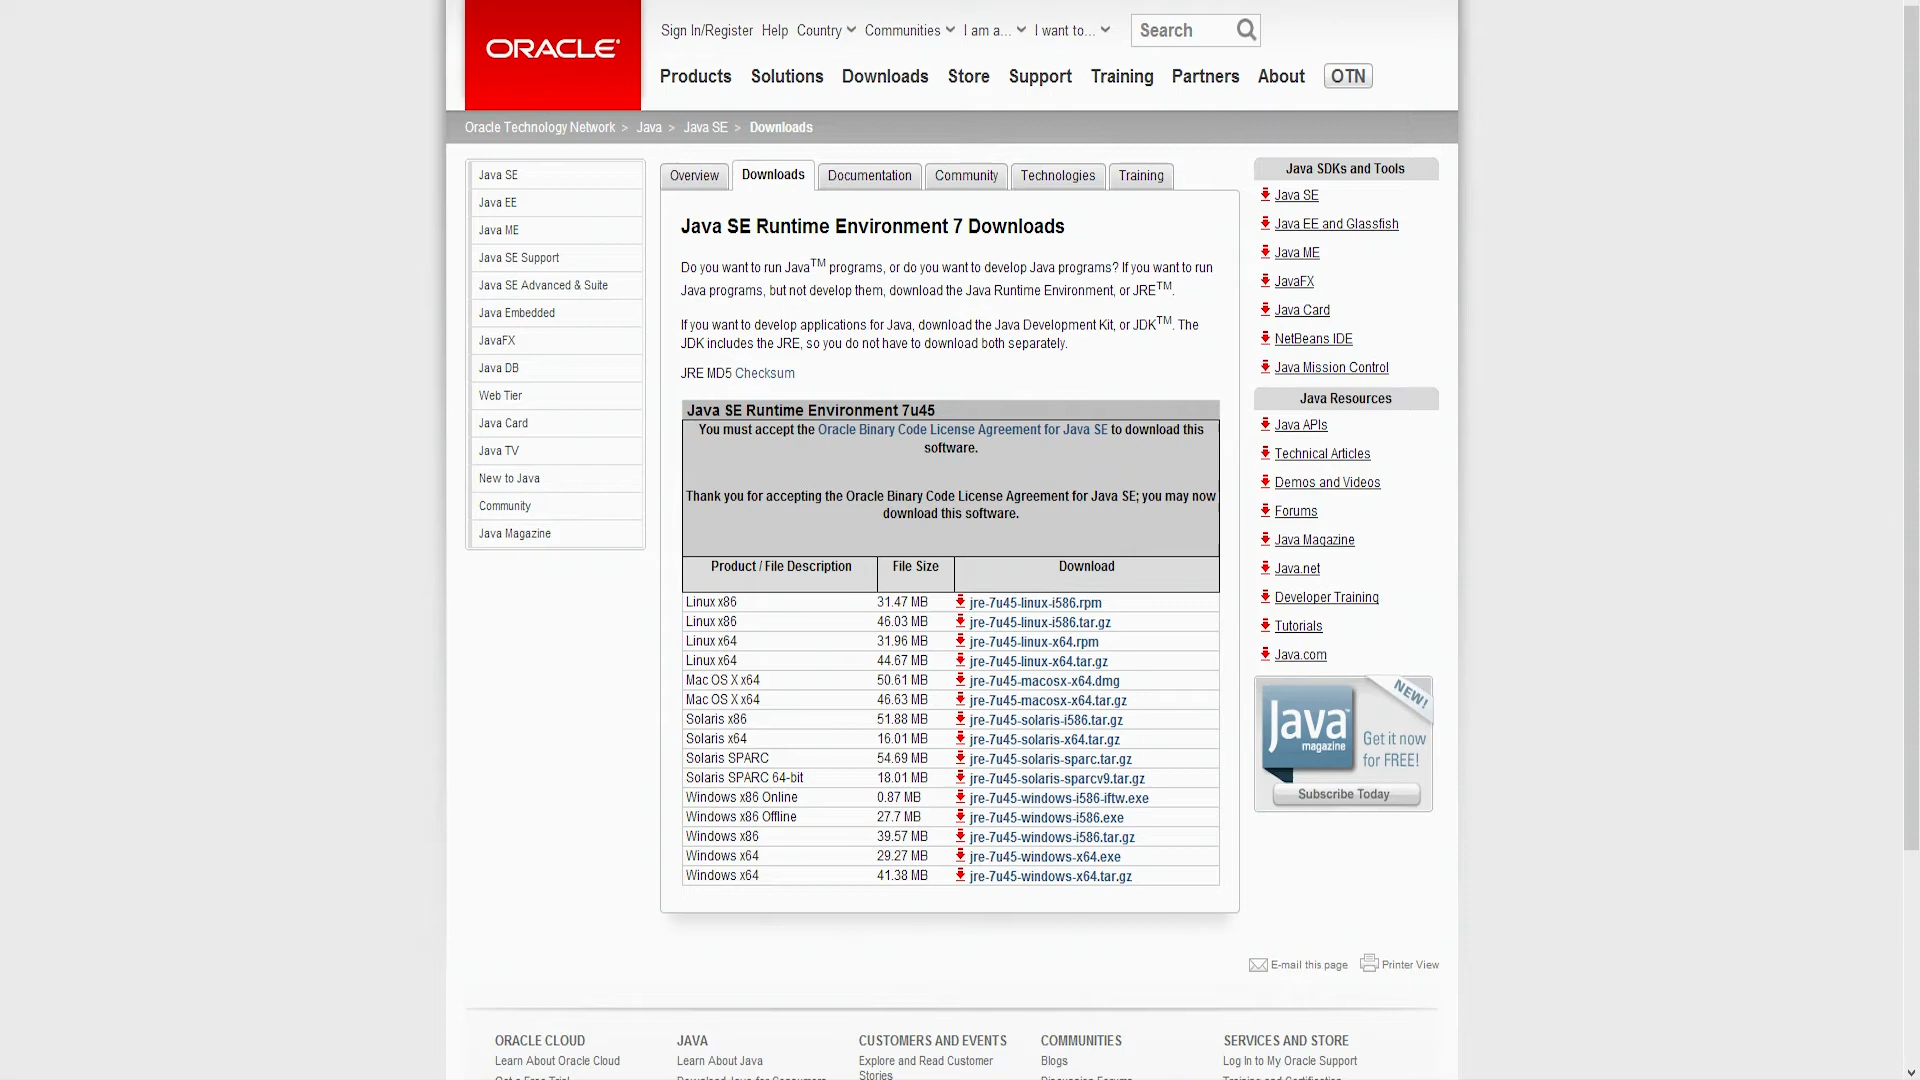 ORACLE
Sign In/Register Help Country Communities I am a... I want to... Search
Products Solutions Downloads Store Support Training Partners About OTN
Oracle Technology Network > Java > Java SE > Downloads
Java SE
Java EE
Java ME
Java SE Support
Java SE Advanced & Suite
Java Embedded
JavaFX
Java DB
Web Tier
Java Card
Java TV
New to Java
Community
Java Magazine
Overview Downloads Documentation Community Technologies Training
Java SE Runtime Environment 7 Downloads
Do you want to run Java™ programs, or do you want to develop Java programs? If you want to run
Java programs, but not develop them, download the Java Runtime Environment, or JRE™.
If you want to develop applications for Java, download the Java Development Kit, or JDK™. The
JDK includes the JRE, so you do not have to download both separately.
JRE MD5 Checksum
Java SE Runtime Environment 7u45
You must accept the Oracle Binary Code License Agreement for Java SE to download this
software.
Thank you for accepting the Oracle Binary Code License Agreement for Java SE; you may now
download this software.
Product / File Description File Size Download
Linux x86 31.47 MB jre-7u45-linux-i586.rpm
Linux x86 46.03 MB jre-7u45-linux-i586.tar.gz
Linux x64 31.96 MB jre-7u45-linux-x64.rpm
Linux x64 44.67 MB jre-7u45-linux-x64.tar.gz
Mac OS X x64 50.61 MB jre-7u45-macosx-x64.dmg
Mac OS X x64 46.63 MB jre-7u45-macosx-x64.tar.gz
Solaris x86 51.88 MB jre-7u45-solaris-i586.tar.gz
Solaris x64 16.01 MB jre-7u45-solaris-x64.tar.gz
Solaris SPARC 54.69 MB jre-7u45-solaris-sparc.tar.gz
Solaris SPARC 64-bit 18.01 MB jre-7u45-solaris-sparcv9.tar.gz
Windows x86 Online 0.87 MB jre-7u45-windows-i586-iftw.exe
Windows x86 Offline 27.7 MB jre-7u45-windows-i586.exe
Windows x86 39.57 MB jre-7u45-windows-i586.tar.gz
Windows x64 29.27 MB jre-7u45-windows-x64.exe
Windows x64 41.38 MB jre-7u45-windows-x64.tar.gz
Java SDKs and Tools
Java SE
Java EE and Glassfish
Java ME
JavaFX
Java Card
NetBeans IDE
Java Mission Control
Java Resources
Java APIs
Technical Articles
Demos and Videos
Forums
Java Magazine
Java.net
Developer Training
Tutorials
Java.com
NEW!
Java™
magazine
Get it now
for FREE!
Subscribe Today
E-mail this page Printer View
ORACLE CLOUD
Learn About Oracle Cloud
Get a Free Trial
JAVA
Learn About Java
Download Java for Consumers
CUSTOMERS AND EVENTS
Explore and Read Customer
Stories
COMMUNITIES
Blogs
Discussion Forums
SERVICES AND STORE
Log In to My Oracle Support
Training and Certification